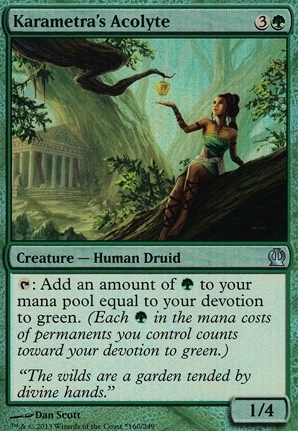 Karametra's Acolyte 3
Creature — Human Druid
: Add an amount of to your
mana pool equal to your devotion
to green. (Each in the mana costs
of permanents you control counts
toward your devotion to green.)
"The wilds are a garden tended by
divine hands."
Dan Scott
™ & © 2013 Wizards of the Coast *160/249
1/4